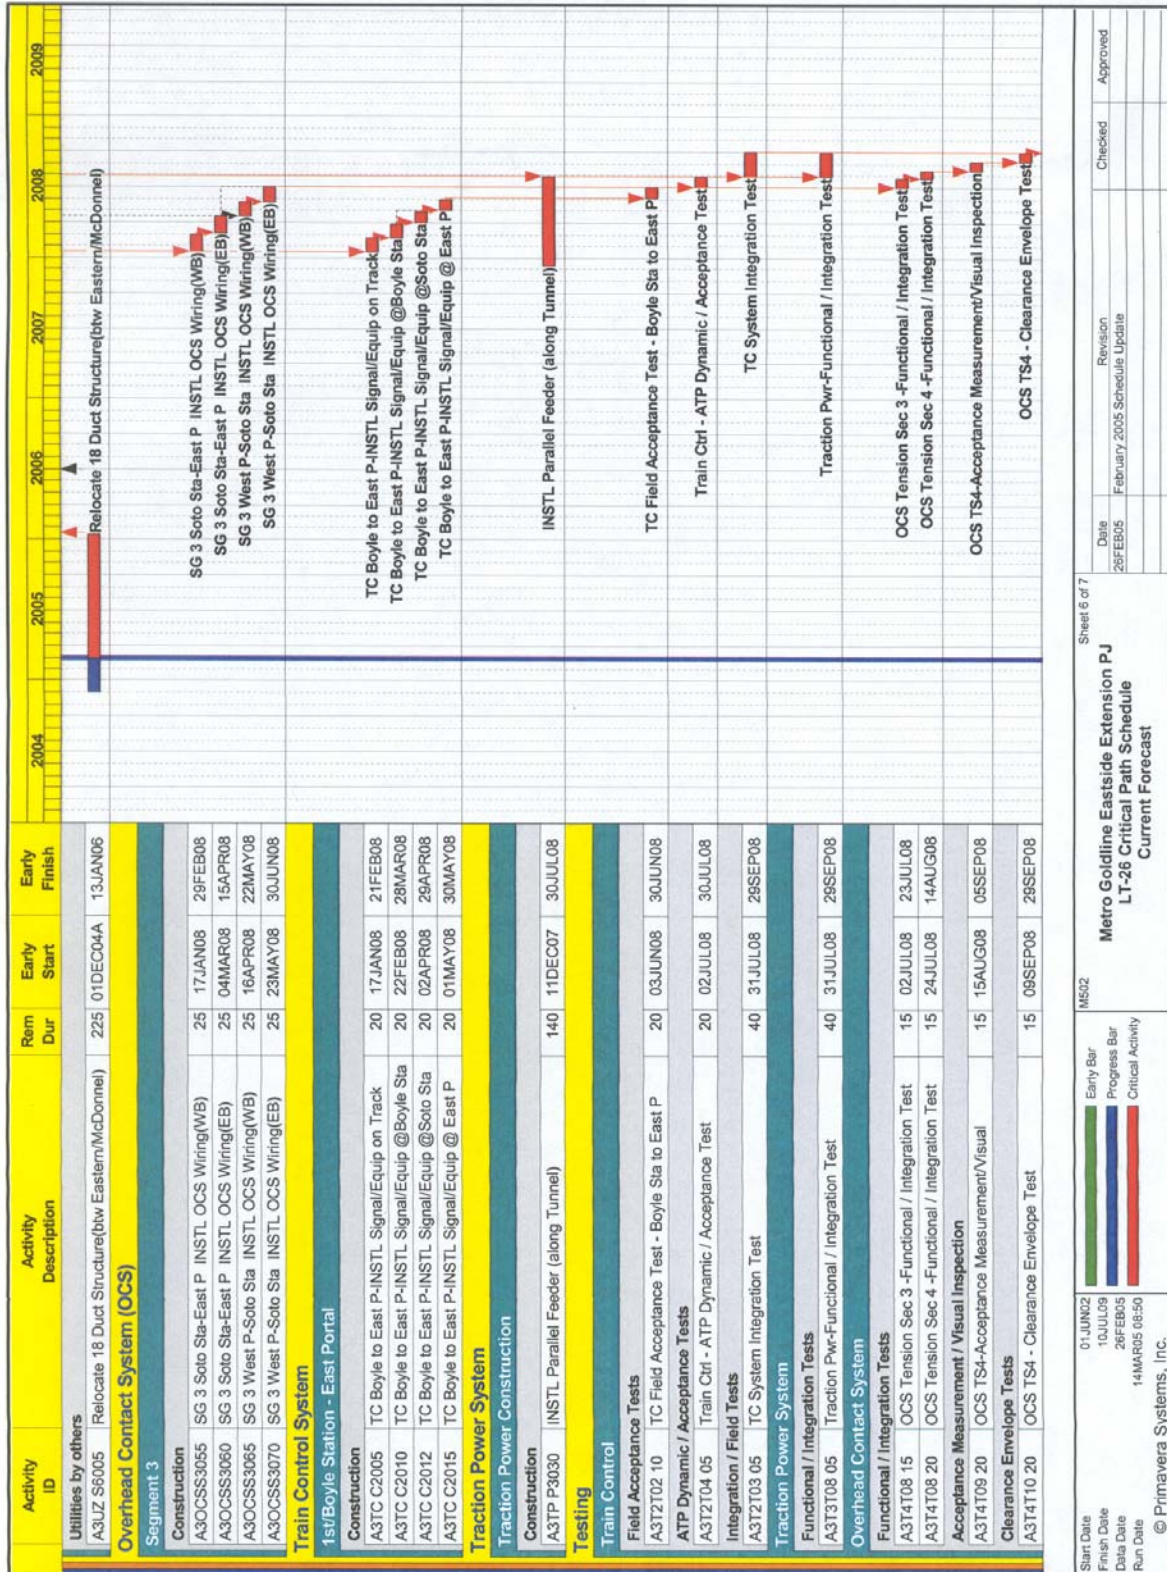 Activity ID Activity Description Rem Dur Early Start Early Finish 2004 2005 2006 2007 2008 2009
Utilities by others
A3UZ S6005 Relocate 18 Duct Structure(btw Eastern/McDonnel) 225 01DEC04A 13JAN06 Relocate 18 Duct Structure(btw Eastern/McDonnel)
Overhead Contact System (OCS)
Segment 3
Construction
A3OCSS3055 SG 3 Soto Sta-East P INSTL OCS Wiring(WB) 25 17JAN08 29FEB08 SG 3 Soto Sta-East P INSTL OCS Wiring(WB)
A3OCSS3060 SG 3 Soto Sta-East P INSTL OCS Wiring(EB) 25 04MAR08 15APR08 SG 3 Soto Sta-East P INSTL OCS Wiring(EB)
A3OCSS3065 SG 3 West P-Soto Sta INSTL OCS Wiring(WB) 25 16APR08 22MAY08 SG 3 West P-Soto Sta INSTL OCS Wiring(WB)
A3OCSS3070 SG 3 West P-Soto Sta INSTL OCS Wiring(EB) 25 23MAY08 30JUN08 SG 3 West P-Soto Sta INSTL OCS Wiring(EB)
Train Control System
1st/Boyle Station - East Portal
Construction
A3TC C2005 TC Boyle to East P-INSTL Signal/Equip on Track 20 17JAN08 21FEB08 TC Boyle to East P-INSTL Signal/Equip on Track
A3TC C2010 TC Boyle to East P-INSTL Signal/Equip @Boyle Sta 20 22FEB08 28MAR08 TC Boyle to East P-INSTL Signal/Equip @Boyle Sta
A3TC C2012 TC Boyle to East P-INSTL Signal/Equip @Soto Sta 20 02APR08 29APR08 TC Boyle to East P-INSTL Signal/Equip @Soto Sta
A3TC C2015 TC Boyle to East P-INSTL Signal/Equip @ East P 20 01MAY08 30MAY08 TC Boyle to East P-INSTL Signal/Equip @ East P
Traction Power System
Traction Power Construction
Construction
A3TP P3030 INSTL Parallel Feeder (along Tunnel) 140 11DEC07 30JUL08 INSTL Parallel Feeder (along Tunnel)
Testing
Train Control
Field Acceptance Tests
A3T2T02 10 TC Field Acceptance Test - Boyle Sta to East P 20 03JUN08 30JUN08 TC Field Acceptance Test - Boyle Sta to East P
ATP Dynamic / Acceptance Tests
A3T2T04 05 Train Ctrl - ATP Dynamic / Acceptance Test 20 02JUL08 30JUL08 Train Ctrl - ATP Dynamic / Acceptance Test
Integration / Field Tests
A3T2T03 05 TC System Integration Test 40 31JUL08 29SEP08 TC System Integration Test
Traction Power System
Functional / Integration Tests
A3T3T08 05 Traction Pwr-Functional / Integration Test 40 31JUL08 29SEP08 Traction Pwr-Functional / Integration Test
Overhead Contact System
Functional / Integration Tests
A3T4T08 15 OCS Tension Sec 3 -Functional / Integration Test 15 02JUL08 23JUL08 OCS Tension Sec 3 -Functional / Integration Test
A3T4T08 20 OCS Tension Sec 4 -Functional / Integration Test 15 24JUL08 14AUG08 OCS Tension Sec 4 -Functional / Integration Test
Acceptance Measurement / Visual Inspection
A3T4T09 20 OCS TS4-Acceptance Measurement/Visual 15 15AUG08 05SEP08 OCS TS4-Acceptance Measurement/Visual Inspection
Clearance Envelope Tests
A3T4T10 20 OCS TS4 - Clearance Envelope Test 15 09SEP08 29SEP08 OCS TS4 - Clearance Envelope Test
Start Date 01JUN02
Finish Date 10JUL09
Data Date 26FEB05
Run Date 14MAR05 08:50
© Primavera Systems, Inc.
Early Bar
Progress Bar
Critical Activity
M502
Sheet 6 of 7
Metro Goldline Eastside Extension PJ
LT-26 Critical Path Schedule
Current Forecast
Date Revision Checked Approved
26FEB05 February 2005 Schedule Update